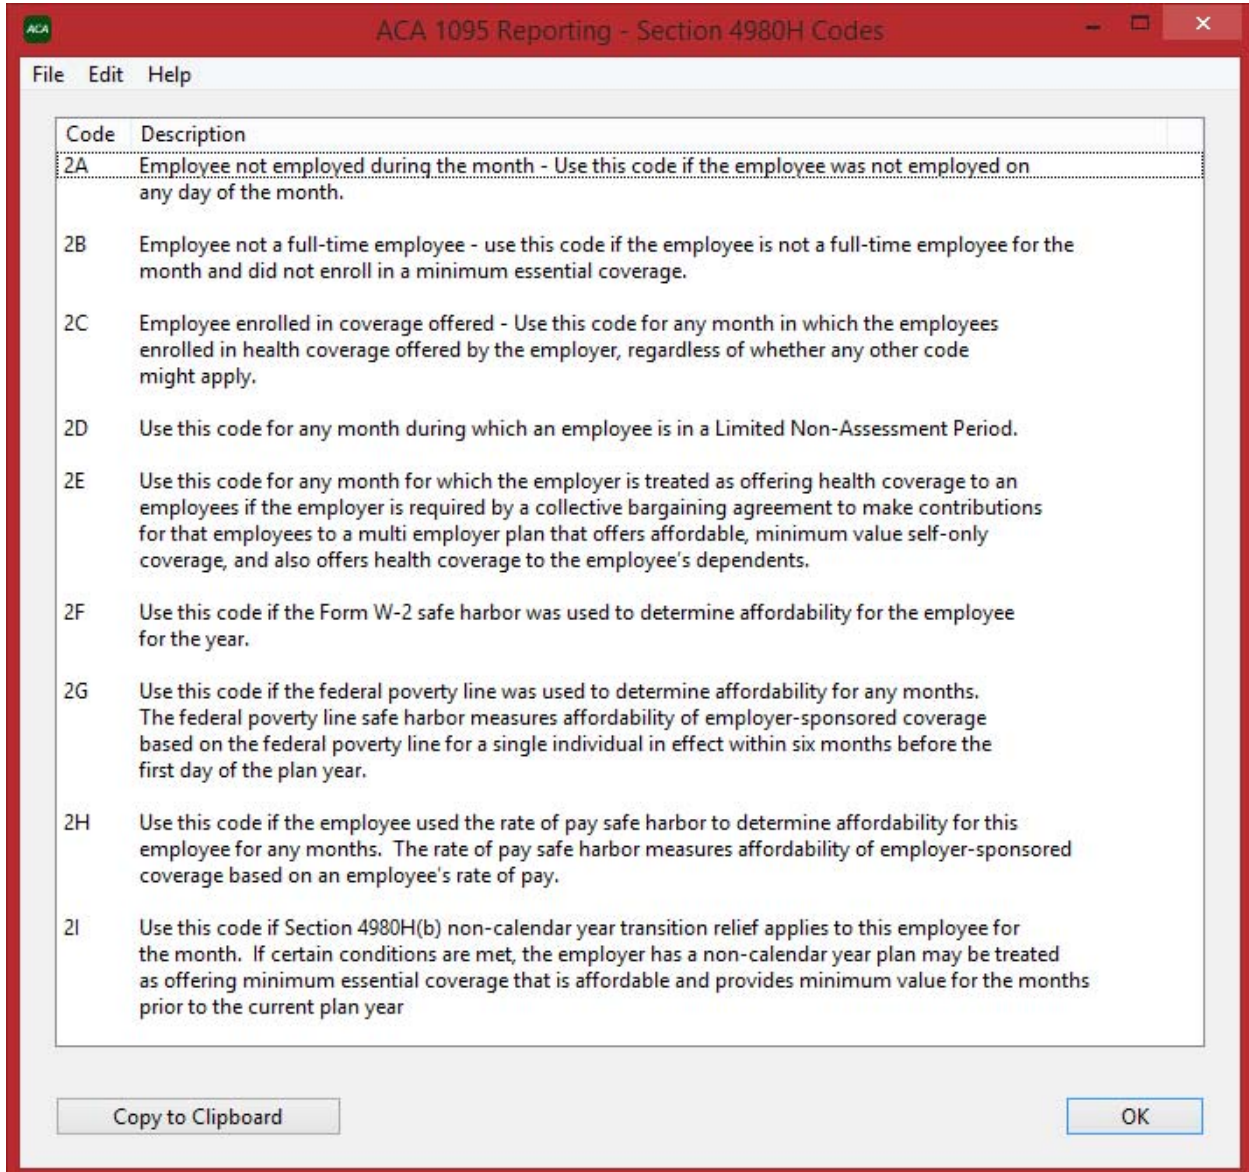 ACA
ACA 1095 Reporting - Section 4980H Codes
File Edit Help
Code Description
2A Employee not employed during the month - Use this code if the employee was not employed on
any day of the month.
2B Employee not a full-time employee - use this code if the employee is not a full-time employee for the
month and did not enroll in a minimum essential coverage.
2C Employee enrolled in coverage offered - Use this code for any month in which the employees
enrolled in health coverage offered by the employer, regardless of whether any other code
might apply.
2D Use this code for any month during which an employee is in a Limited Non-Assessment Period.
2E Use this code for any month for which the employer is treated as offering health coverage to an
employees if the employer is required by a collective bargaining agreement to make contributions
for that employees to a multi employer plan that offers affordable, minimum value self-only
coverage, and also offers health coverage to the employee's dependents.
2F Use this code if the Form W-2 safe harbor was used to determine affordability for the employee
for the year.
2G Use this code if the federal poverty line was used to determine affordability for any months.
The federal poverty line safe harbor measures affordability of employer-sponsored coverage
based on the federal poverty line for a single individual in effect within six months before the
first day of the plan year.
2H Use this code if the employee used the rate of pay safe harbor to determine affordability for this
employee for any months.  The rate of pay safe harbor measures affordability of employer-sponsored
coverage based on an employee's rate of pay.
2I Use this code if Section 4980H(b) non-calendar year transition relief applies to this employee for
the month.  If certain conditions are met, the employer has a non-calendar year plan may be treated
as offering minimum essential coverage that is affordable and provides minimum value for the months
prior to the current plan year
Copy to Clipboard OK